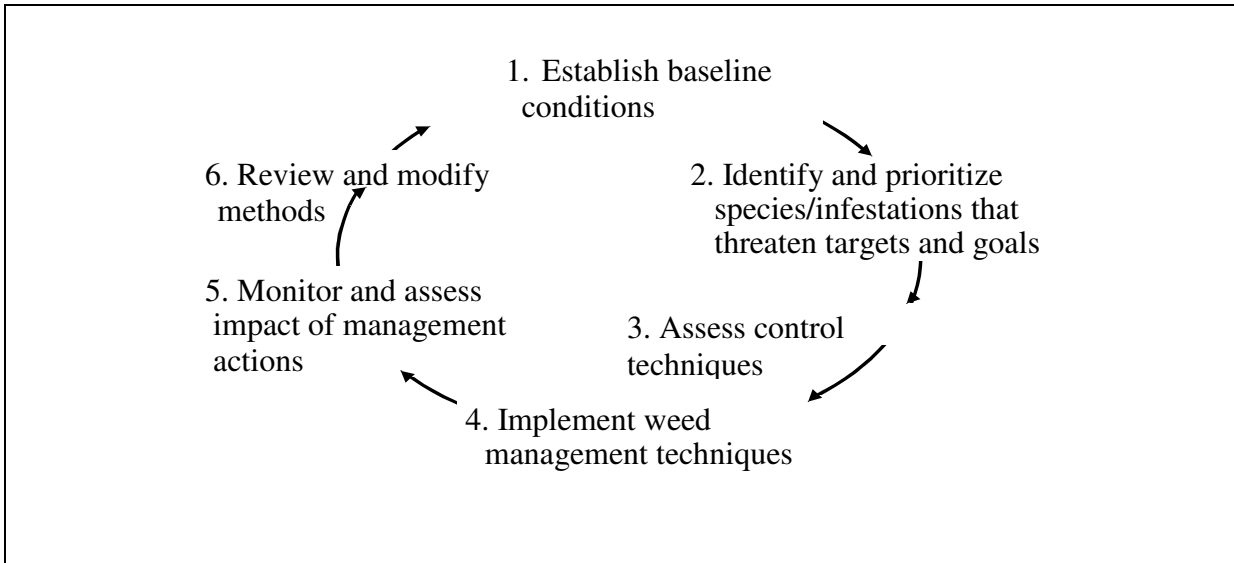 1. Establish baseline
conditions
2. Identify and prioritize
species/infestations that
threaten targets and goals
3. Assess control
techniques
4. Implement weed
management techniques
5. Monitor and assess
impact of management
actions
6. Review and modify
methods